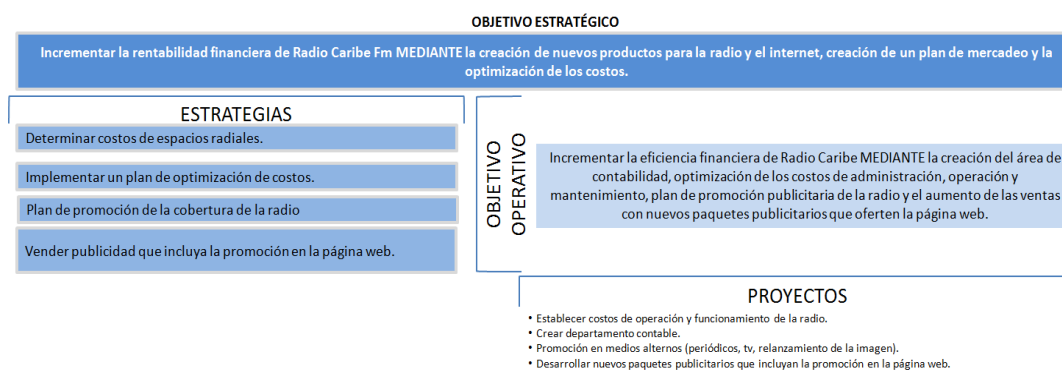 OBJETIVO ESTRATÉGICO
Incrementar la rentabilidad financiera de Radio Caribe Fm MEDIANTE la creación de nuevos productos para la radio y el internet, creación de un plan de mercadeo y la
optimización de los costos.
ESTRATEGIAS
Determinar costos de espacios radiales.
Implementar un plan de optimización de costos.
Plan de promoción de la cobertura de la radio
Vender publicidad que incluya la promoción en la página web.
OBJETIVO
OPERATIVO
Incrementar la eficiencia financiera de Radio Caribe MEDIANTE la creación del área de
contabilidad, optimización de los costos de administración, operación y
mantenimiento, plan de promoción publicitaria de la radio y el aumento de las ventas
con nuevos paquetes publicitarios que oferten la página web.
PROYECTOS
• Establecer costos de operación y funcionamiento de la radio.
• Crear departamento contable.
• Promoción en medios alternos (periódicos, tv, relanzamiento de la imagen).
• Desarrollar nuevos paquetes publicitarios que incluyan la promoción en la página web.